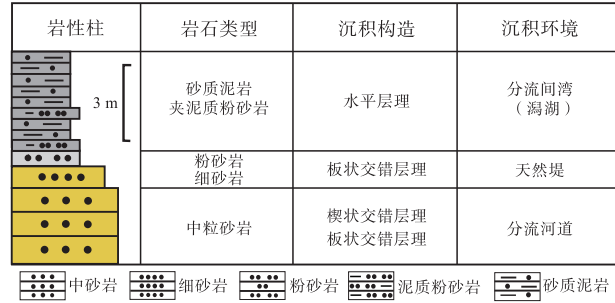 岩性柱 岩石类型 沉积构造 沉积环境
3 m
砂质泥岩
夹泥质粉砂岩
水平层理
分流间湾
(潟湖)
粉砂岩
细砂岩
板状交错层理
天然堤
中粒砂岩
楔状交错层理
板状交错层理
分流河道
中砂岩 细砂岩 粉砂岩 泥质粉砂岩 砂质泥岩